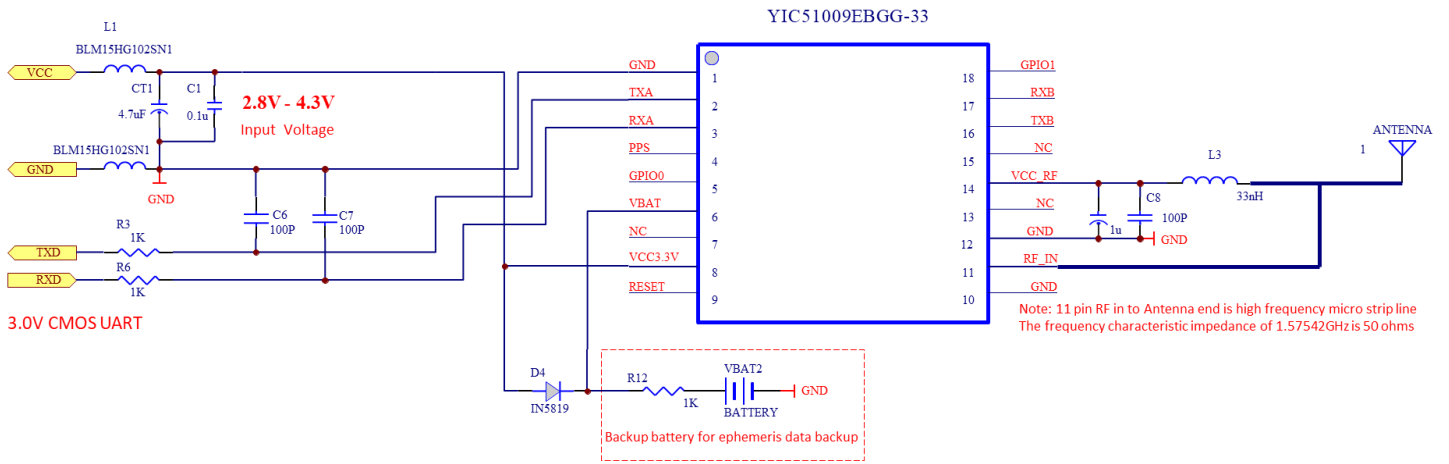 YIC51009EBGG-33
L1
BLM15HG102SN1
VCC
CT1
4.7uF
C1
0.1u
2.8V - 4.3V
Input Voltage
BLM15HG102SN1
GND
GND
C6
100P
C7
100P
R3
1K
TXD
R6
RXD
1K
3.0V CMOS UART
GND
1
TXA
2
RXA
3
PPS
4
GPIO0
5
VBAT
6
NC
7
VCC3.3V
8
RESET
9
18
GPIO1
17
RXB
16
TXB
15
NC
14
VCC_RF
13
NC
12
GND
11
RF_IN
10
GND
1u
C8
100P
GND
L3
33nH
ANTENNA
1
Note: 11 pin RF in to Antenna end is high frequency micro strip line
The frequency characteristic impedance of 1.57542GHz is 50 ohms
D4
IN5819
R12
1K
VBAT2
BATTERY
GND
Backup battery for ephemeris data backup